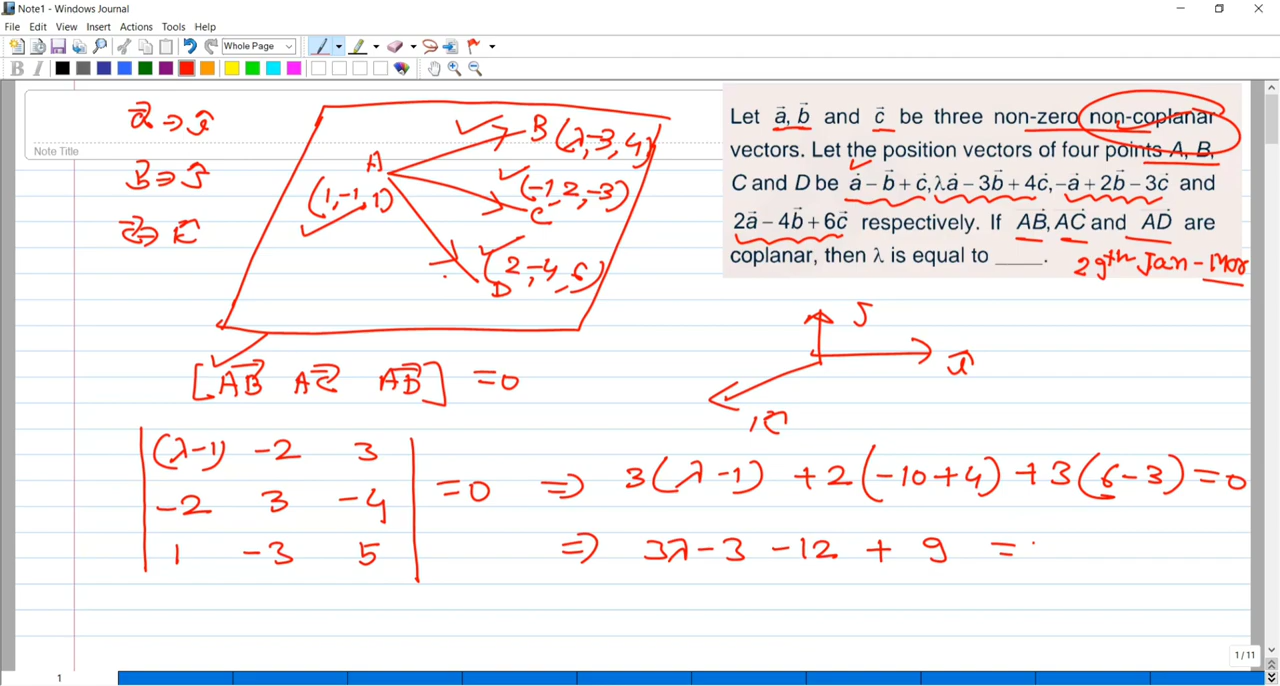 Note1 - Windows Journal
File Edit View Insert Actions Tools Help
Whole Page
B I
Note Title
a⃗ ⇒ î
b⃗ ⇒ ĵ
c⃗ ⇒ k̂
A
(1, -1, 1)
B (λ, -3, 4)
(-1, 2, -3)
C
(2, -4, 6)
D
Let a⃗, b⃗ and c⃗ be three non-zero non-coplanar
vectors. Let the position vectors of four points A, B,
C and D be a⃗ − b⃗ + c⃗, λa⃗ − 3b⃗ + 4c⃗, −a⃗ + 2b⃗ − 3c⃗ and
2a⃗ − 4b⃗ + 6c⃗ respectively. If AB⃗, AC⃗ and AD⃗ are
coplanar, then λ is equal to _____.
29th Jan - Mor
ĵ
î
k̂
[AB⃗ AC⃗ AD⃗] = 0
|(λ-1) -2 3|
|-2 3 -4| = 0
|1 -3 5|
⇒ 3(λ-1) + 2(-10+4) + 3(6-3) = 0
⇒ 3λ - 3 - 12 + 9 =
1 / 11
1